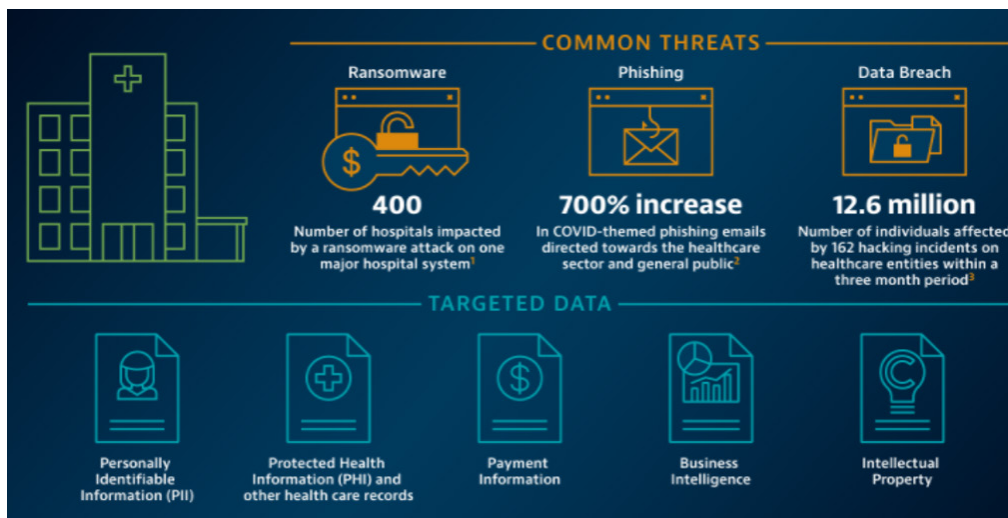 COMMON THREATS
Ransomware
$
400
Number of hospitals impacted
by a ransomware attack on one
major hospital system1
Phishing
700% increase
In COVID-themed phishing emails
directed towards the healthcare
sector and general public2
Data Breach
12.6 million
Number of individuals affected
by 162 hacking incidents on
healthcare entities within a
three month period3
TARGETED DATA
Personally
Identifiable
Information (PII)
Protected Health
Information (PHI) and
other health care records
$
Payment
Information
Business
Intelligence
C
Intellectual
Property